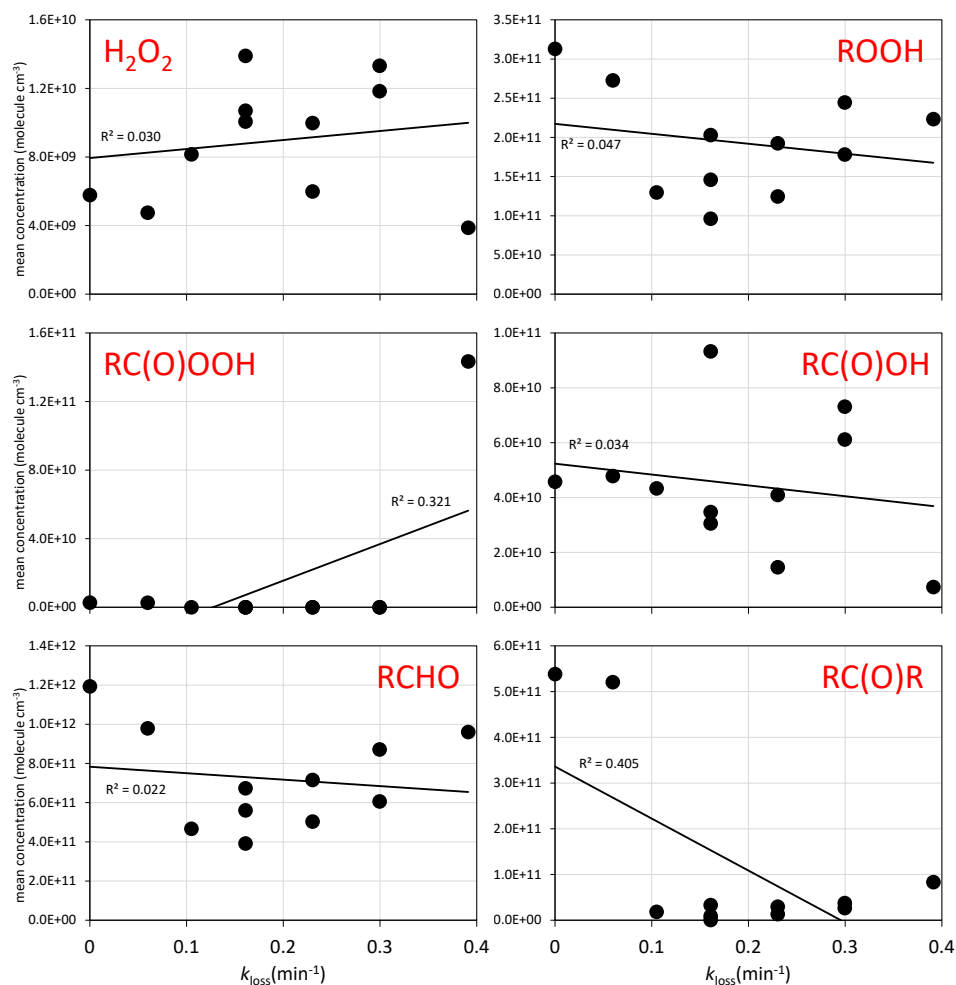 H₂O₂
mean concentration (molecule cm⁻³)
1.6E+10
1.2E+10
8.0E+09
4.0E+09
0.0E+00
R² = 0.030
ROOH
3.5E+11
3.0E+11
2.5E+11
2.0E+11
1.5E+11
1.0E+11
5.0E+10
0.0E+00
R² = 0.047
RC(O)OOH
mean concentration (molecule cm⁻³)
1.6E+11
1.2E+11
8.0E+10
4.0E+10
0.0E+00
R² = 0.321
RC(O)OH
1.0E+11
8.0E+10
6.0E+10
4.0E+10
2.0E+10
0.0E+00
R² = 0.034
RCHO
mean concentration (molecule cm⁻³)
1.4E+12
1.2E+12
1.0E+12
8.0E+11
6.0E+11
4.0E+11
2.0E+11
0.0E+00
R² = 0.022
0 0.1 0.2 0.3 0.4
k_loss(min⁻¹)
RC(O)R
6.0E+11
5.0E+11
4.0E+11
3.0E+11
2.0E+11
1.0E+11
0.0E+00
R² = 0.405
0 0.1 0.2 0.3 0.4
k_loss(min⁻¹)